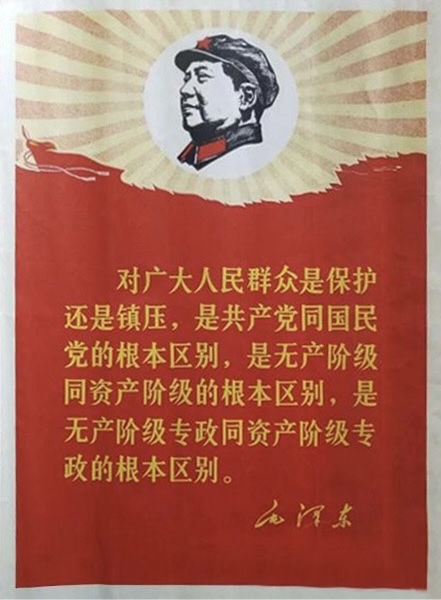 对广大人民群众是保护
还是镇压，是共产党同国民
党的根本区别，是无产阶级
同资产阶级的根本区别，是
无产阶级专政同资产阶级专
政的根本区别。
毛泽东